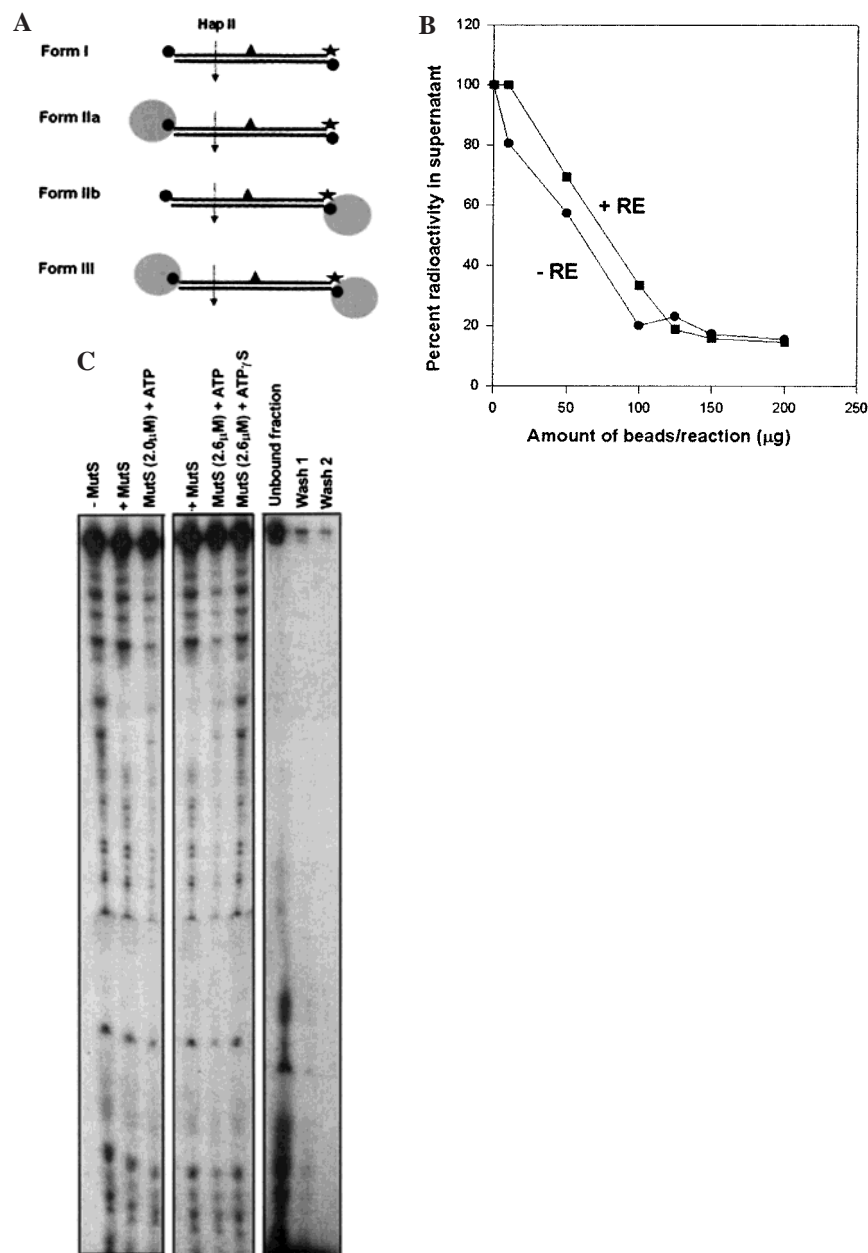 A
Hap II
Form I
Form IIa
Form IIb
Form III
B
120
100
80
60
40
20
0
0
50
100
150
200
250
Percent radioactivity in supernatant
Amount of beads/reaction (µg)
+ RE
- RE
C
- MutS
+ MutS
MutS (2.0µM) + ATP
+ MutS
MutS (2.6µM) + ATP
MutS (2.6µM) + ATPγS
Unbound fraction
Wash 1
Wash 2